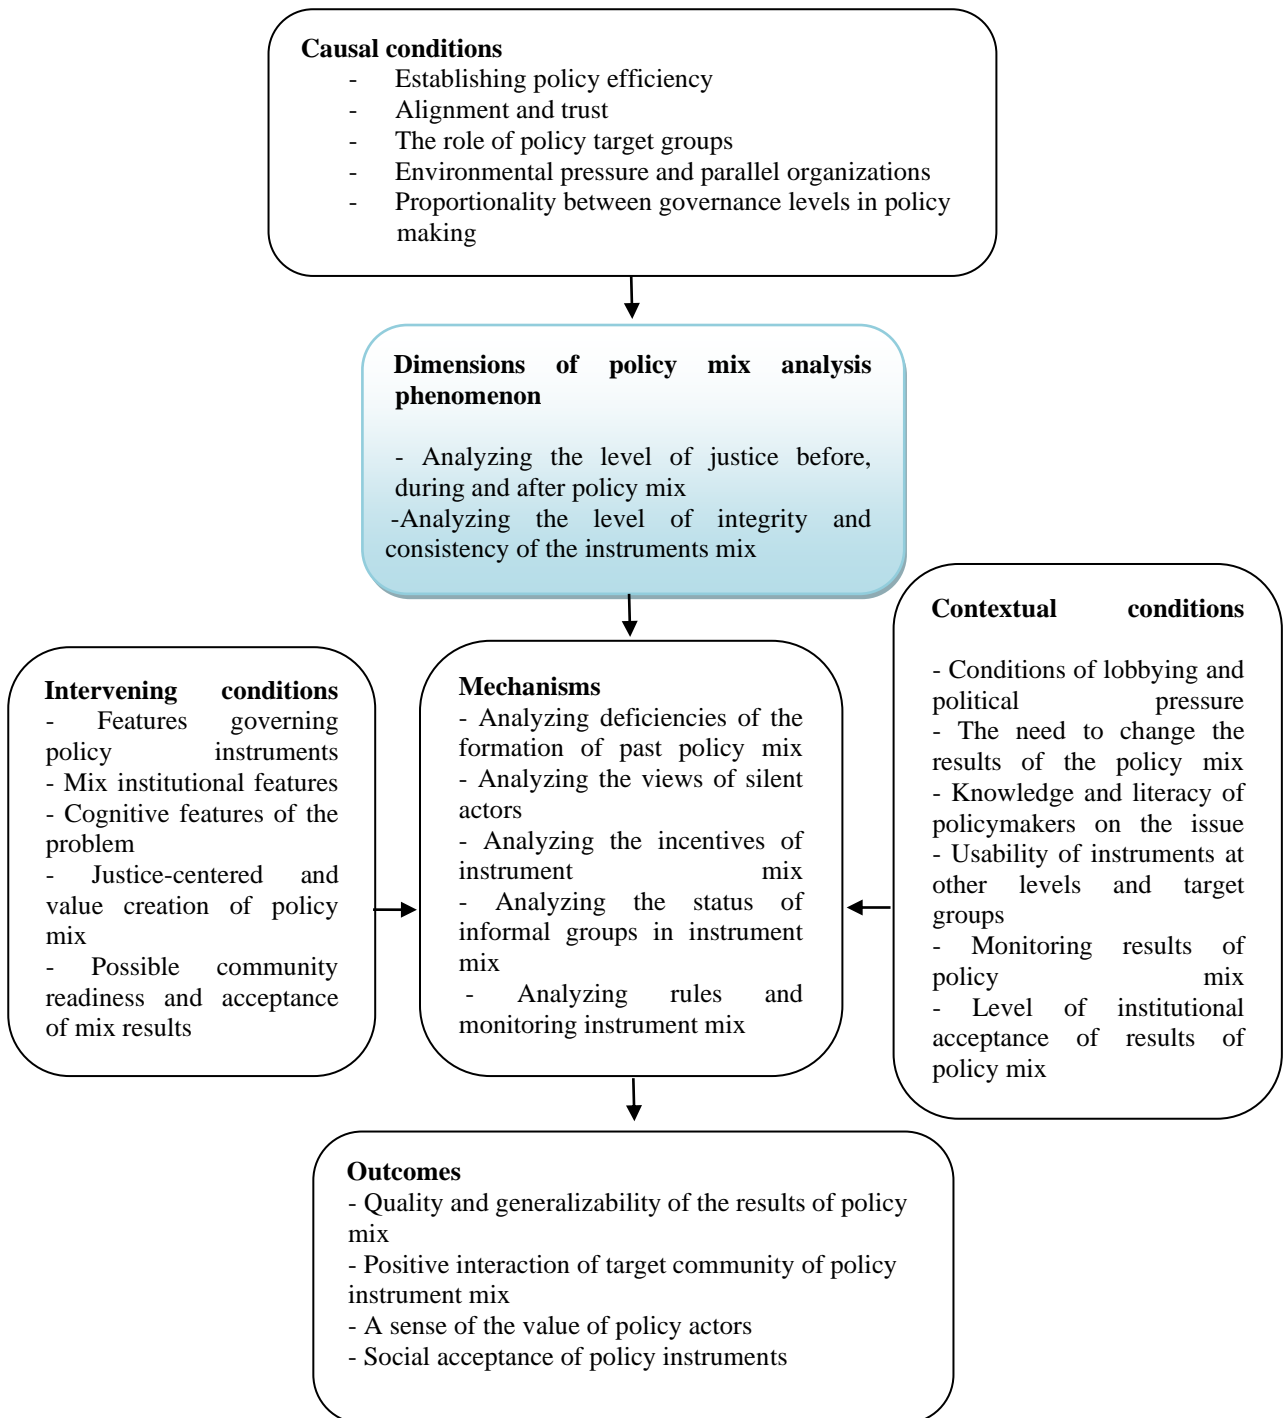 Causal conditions
- Establishing policy efficiency
- Alignment and trust
- The role of policy target groups
- Environmental pressure and parallel organizations
- Proportionality between governance levels in policy
making
Dimensions of policy mix analysis
phenomenon
- Analyzing the level of justice before,
during and after policy mix
-Analyzing the level of integrity and
consistency of the instruments mix
Intervening conditions
- Features governing
policy instruments
- Mix institutional features
- Cognitive features of the
problem
- Justice-centered and
value creation of policy
mix
- Possible community
readiness and acceptance
of mix results
Mechanisms
- Analyzing deficiencies of the
formation of past policy mix
- Analyzing the views of silent
actors
- Analyzing the incentives of
instrument mix
- Analyzing the status of
informal groups in instrument
mix
- Analyzing rules and
monitoring instrument mix
Contextual conditions
- Conditions of lobbying and
political pressure
- The need to change the
results of the policy mix
- Knowledge and literacy of
policymakers on the issue
- Usability of instruments at
other levels and target
groups
- Monitoring results of
policy mix
- Level of institutional
acceptance of results of
policy mix
Outcomes
- Quality and generalizability of the results of policy
mix
- Positive interaction of target community of policy
instrument mix
- A sense of the value of policy actors
- Social acceptance of policy instruments